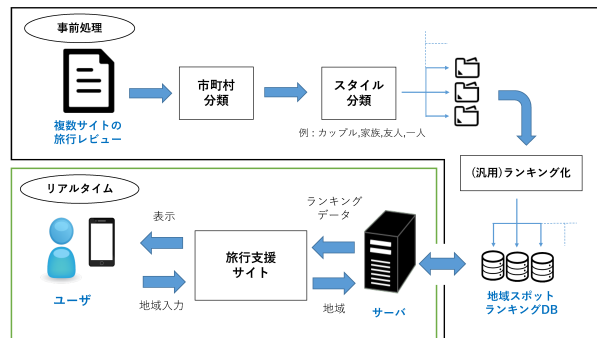 事前処理
複数サイトの
旅行レビュー
市町村
分類
スタイル
分類
例：カップル,家族,友人,一人
(汎用)ランキング化
地域スポット
ランキングDB
リアルタイム
ユーザ
表示
地域入力
旅行支援
サイト
ランキング
データ
地域
サーバ